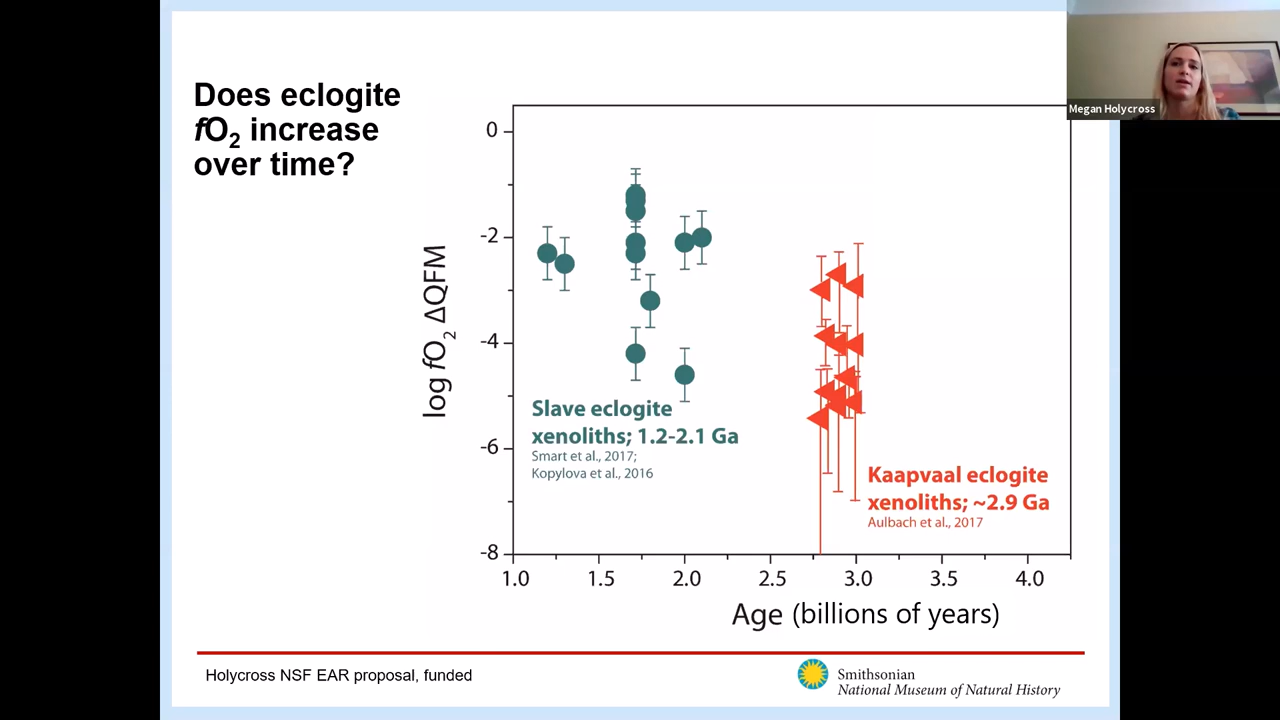 Does eclogite
fO2 increase
over time?
Megan Holycross
log fO2 ΔQFM
0
-2
-4
-6
-8
Slave eclogite
xenoliths; 1.2-2.1 Ga
Smart et al., 2017;
Kopylova et al., 2016
Kaapvaal eclogite
xenoliths; ~2.9 Ga
Aulbach et al., 2017
1.0 1.5 2.0 2.5 3.0 3.5 4.0
Age (billions of years)
Holycross NSF EAR proposal, funded
Smithsonian
National Museum of Natural History